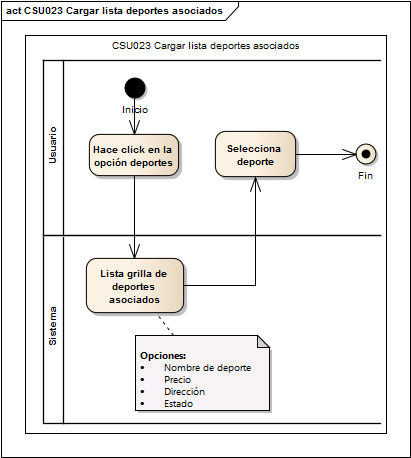 act CSU023 Cargar lista deportes asociados
CSU023 Cargar lista deportes asociados
Usuario
Inicio
Hace click en la
opción deportes
Selecciona
deporte
Fin
Sistema
Lista grilla de
deportes
asociados
Opciones:
• Nombre de deporte
• Precio
• Dirección
• Estado